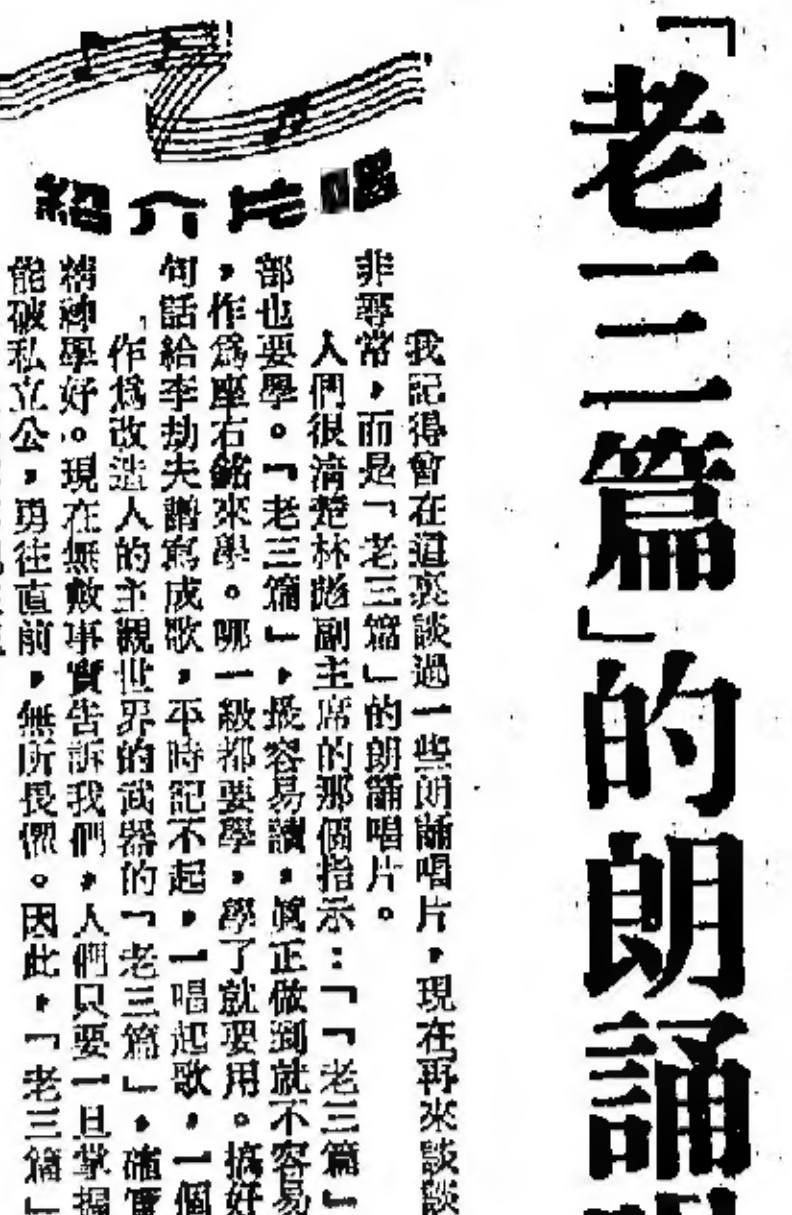 「老三篇」的朗誦
唱片介紹
我記得曾在這裏談過一些朗誦唱片，現在再來談談
非尋常，而是「老三篇」的朗誦唱片。
人們很清楚林彪副主席的那個指示：「『老三篇』
部也要學。『老三篇』，最容易讀，眞正做到就不容易
，作爲座右銘來學。哪一級都要學，學了就要用。搞好
句話給李劫夫譜寫成歌，平時記不起，一唱起歌，一個
作爲改造人的主觀世界的武器的「老三篇」，確實
精神學好。現在無數事實告訴我們，人們只要一旦掌握
能破私立公，勇往直前，無所畏懼。因此，「老三篇」